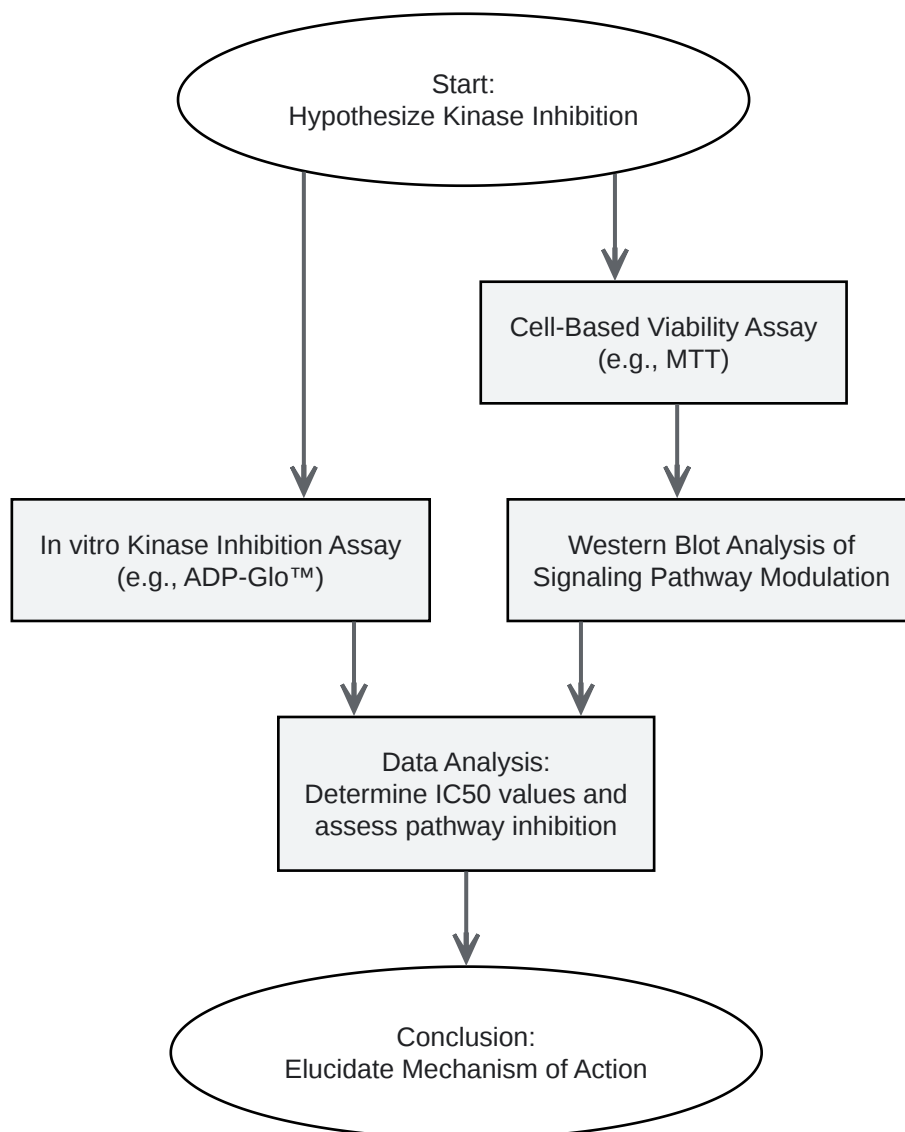 Start:
Hypothesize Kinase Inhibition
Cell-Based Viability Assay
(e.g., MTT)
In vitro Kinase Inhibition Assay
(e.g., ADP-Glo™)
Western Blot Analysis of
Signaling Pathway Modulation
Data Analysis:
Determine IC50 values and
assess pathway inhibition
Conclusion:
Elucidate Mechanism of Action